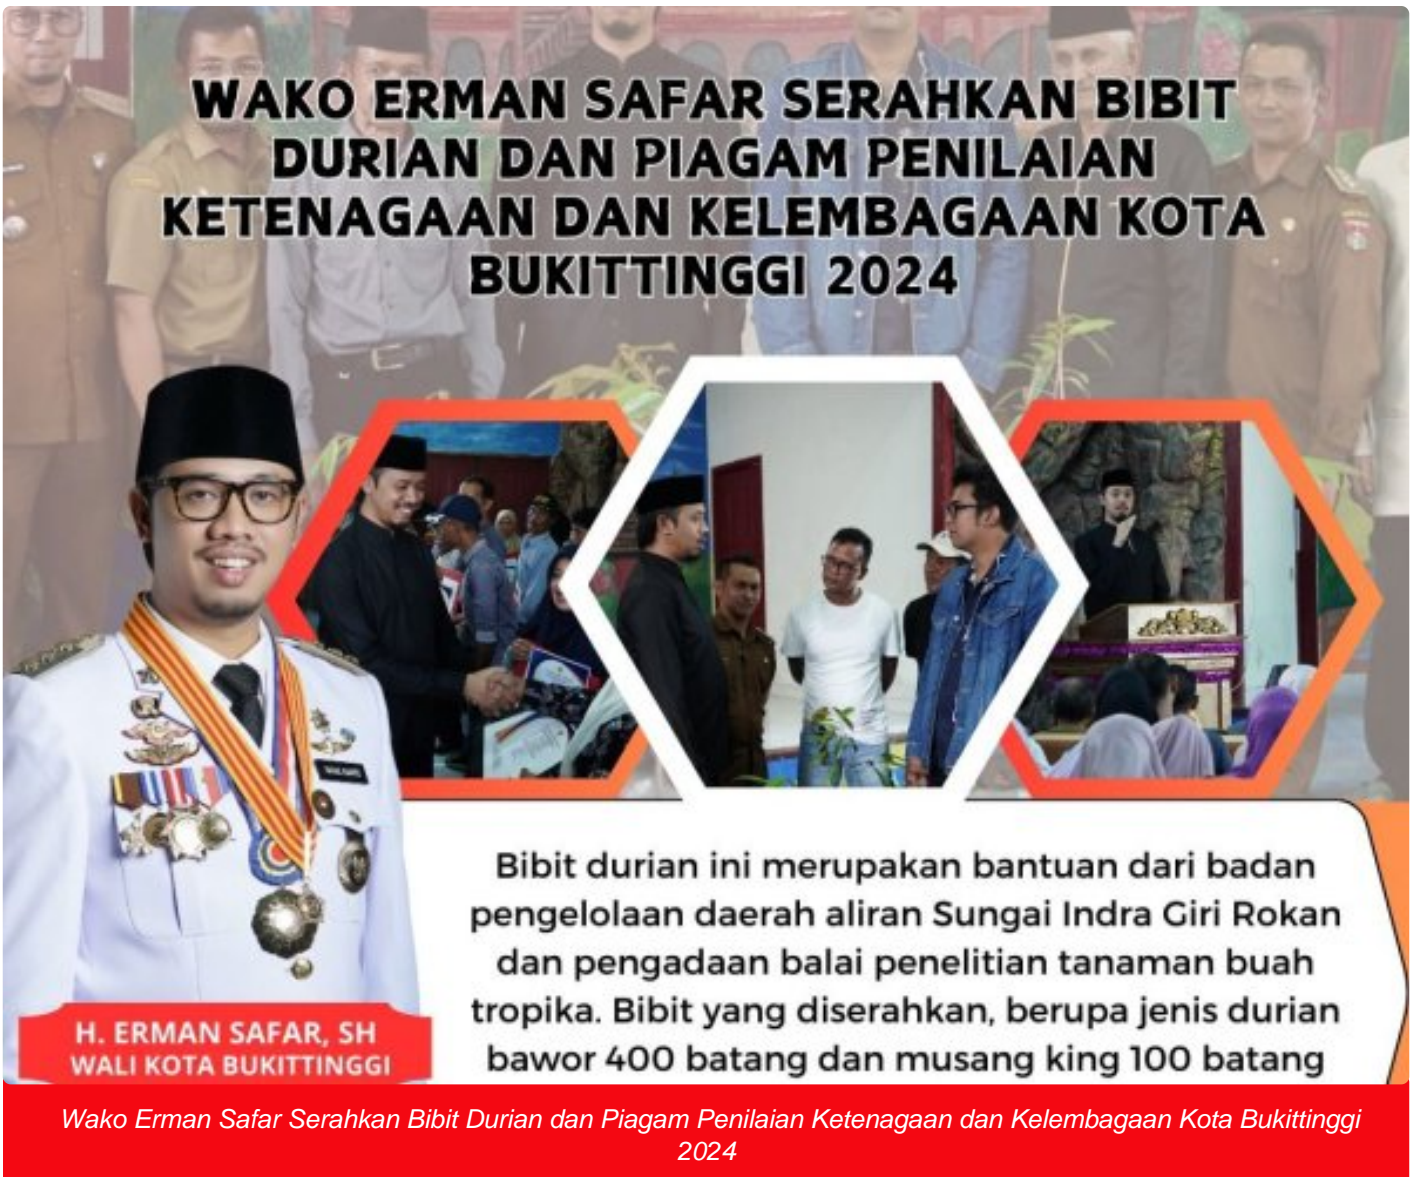 WAKO ERMAN SAFAR SERAHKAN BIBIT
DURIAN DAN PIAGAM PENILAIAN
KETENAGAAN DAN KELEMBAGAAN KOTA
BUKITTINGGI 2024
Bibit durian ini merupakan bantuan dari badan
pengelolaan daerah aliran Sungai Indra Giri Rokan
dan pengadaan balai penelitian tanaman buah
tropika. Bibit yang diserahkan, berupa jenis durian
bawor 400 batang dan musang king 100 batang
H. ERMAN SAFAR, SH
WALI KOTA BUKITTINGGI
Wako Erman Safar Serahkan Bibit Durian dan Piagam Penilaian Ketenagaan dan Kelembagaan Kota Bukittinggi
2024